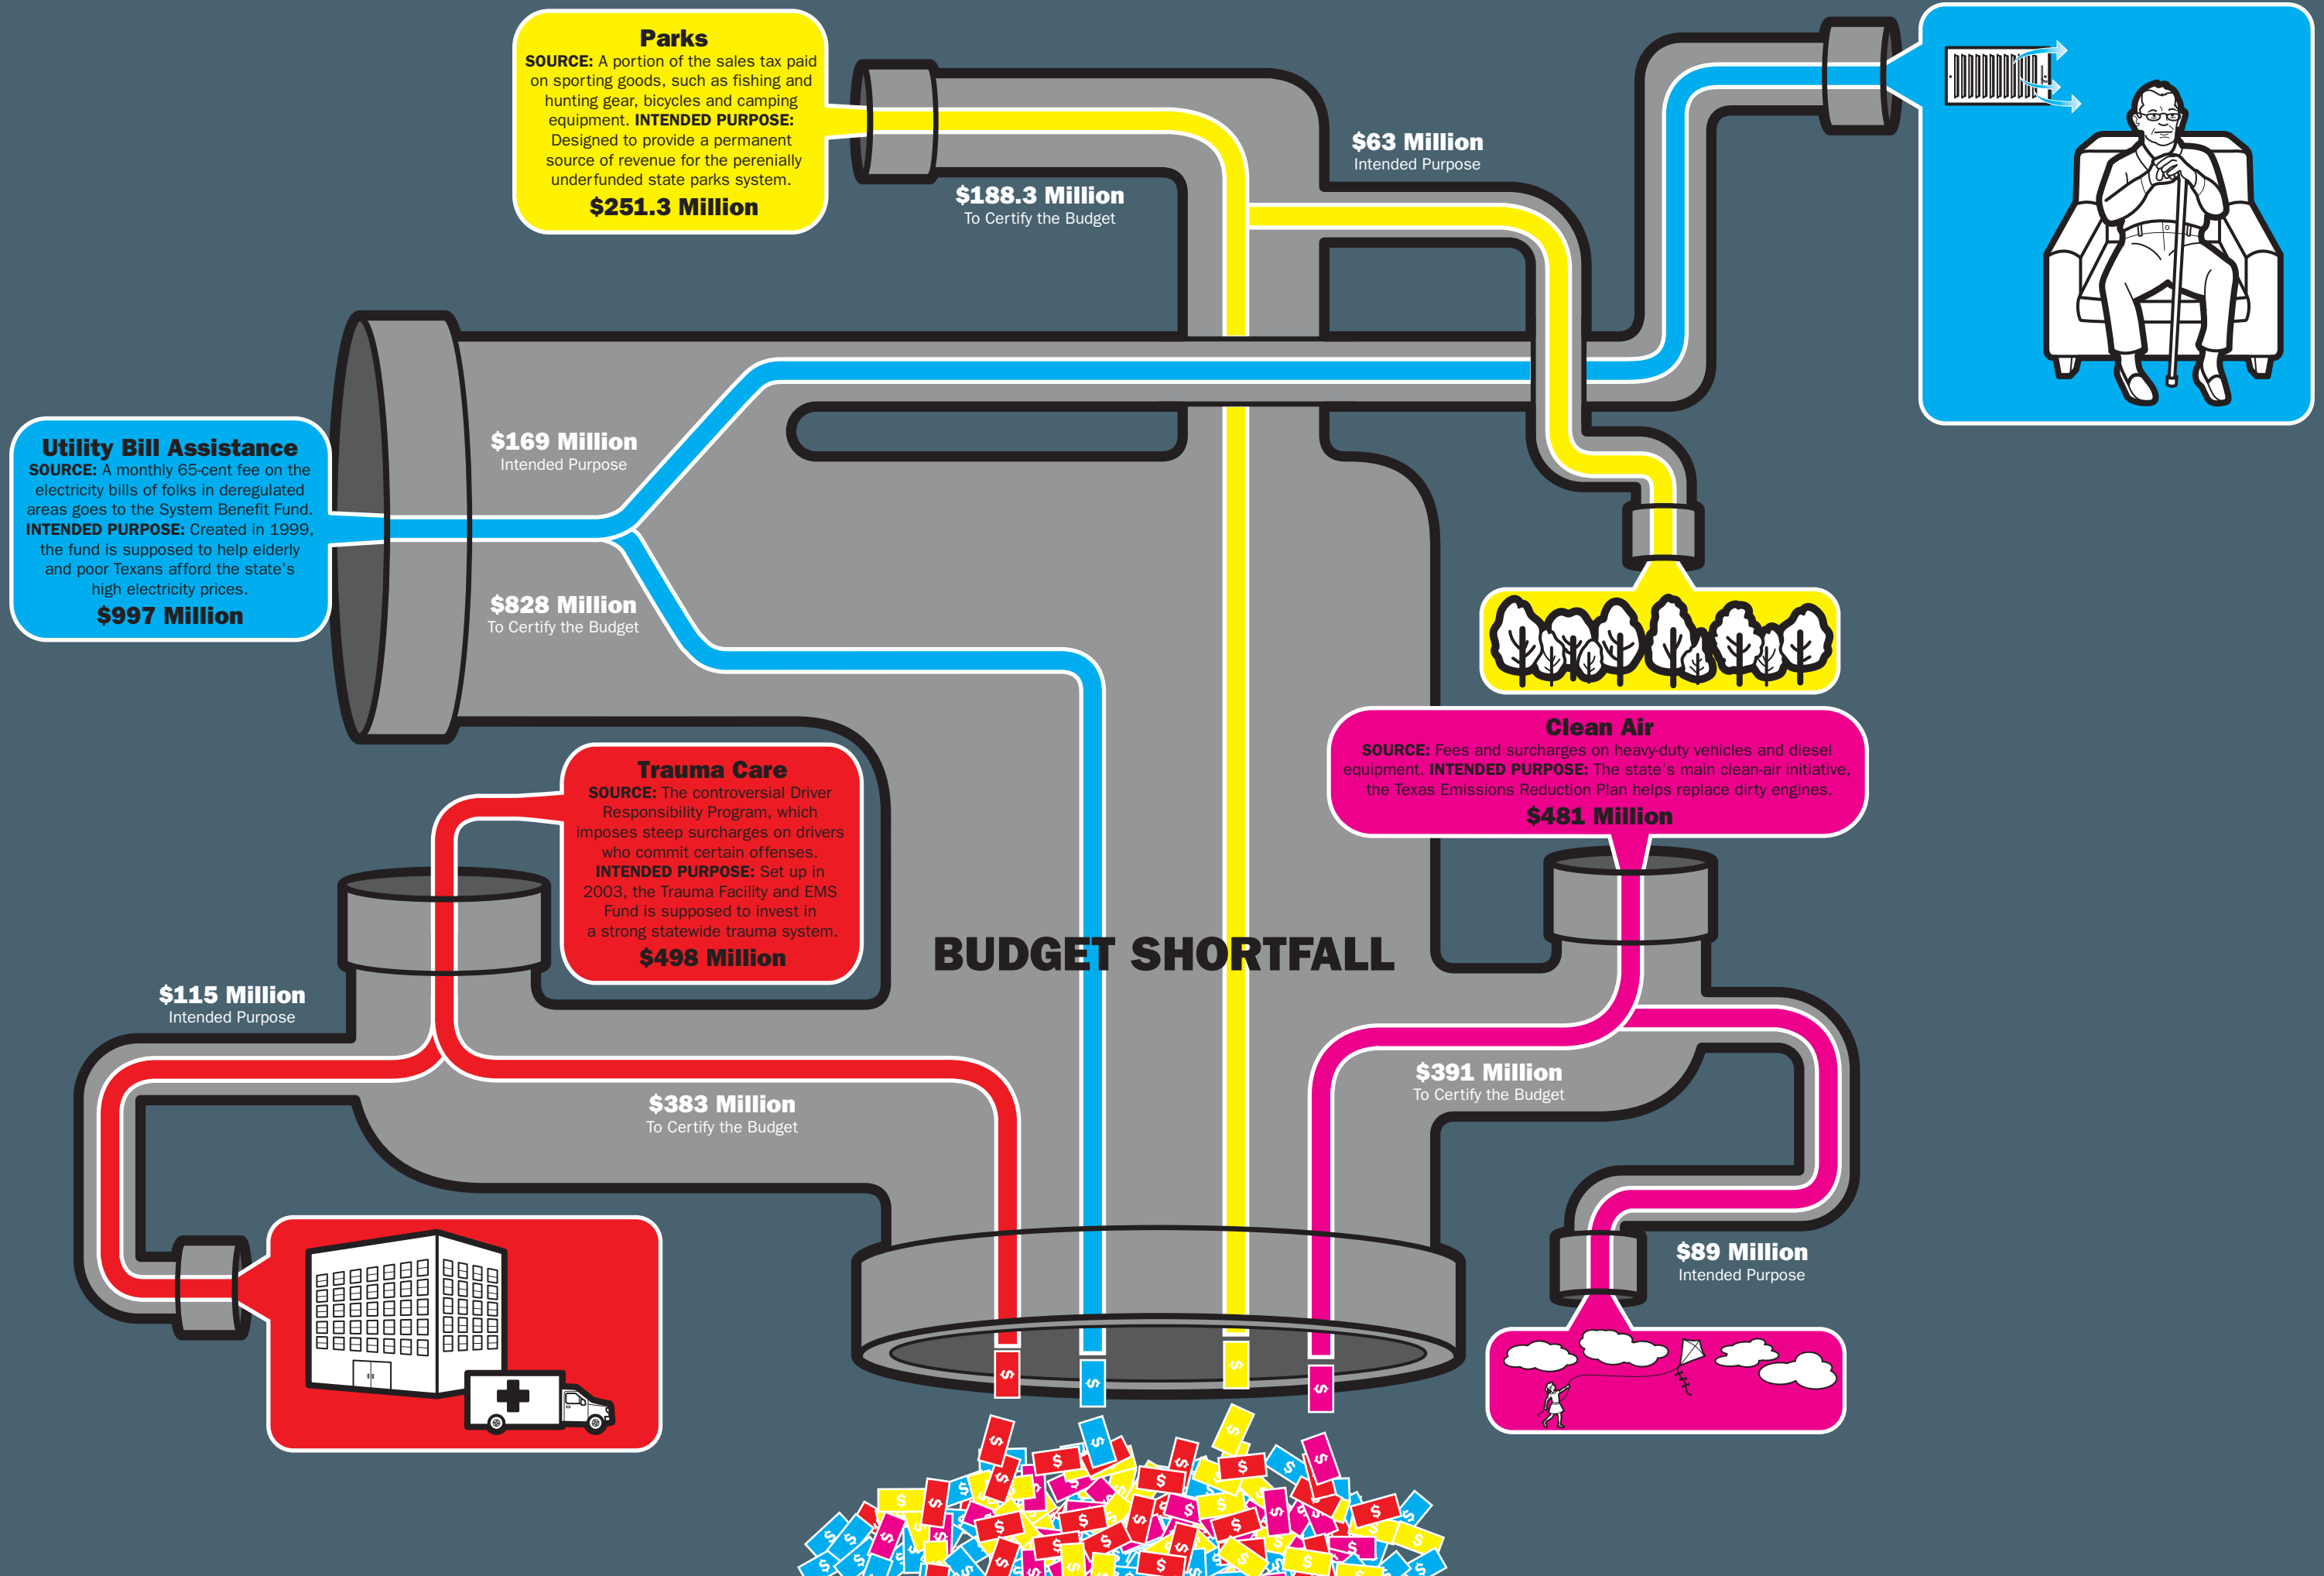 Parks
SOURCE: A portion of the sales tax paid
on sporting goods, such as fishing and
hunting gear, bicycles and camping
equipment. INTENDED PURPOSE:
Designed to provide a permanent
source of revenue for the perenially
underfunded state parks system.
$251.3 Million
$188.3 Million
To Certify the Budget
$63 Million
Intended Purpose
Utility Bill Assistance
SOURCE: A monthly 65-cent fee on the
electricity bills of folks in deregulated
areas goes to the System Benefit Fund.
INTENDED PURPOSE: Created in 1999,
the fund is supposed to help elderly
and poor Texans afford the state's
high electricity prices.
$997 Million
$169 Million
Intended Purpose
$828 Million
To Certify the Budget
Trauma Care
SOURCE: The controversial Driver
Responsibility Program, which
imposes steep surcharges on drivers
who commit certain offenses.
INTENDED PURPOSE: Set up in
2003, the Trauma Facility and EMS
Fund is supposed to invest in
a strong statewide trauma system.
$498 Million
Clean Air
SOURCE: Fees and surcharges on heavy-duty vehicles and diesel
equipment. INTENDED PURPOSE: The state's main clean-air initiative,
the Texas Emissions Reduction Plan helps replace dirty engines.
$481 Million
BUDGET SHORTFALL
$115 Million
Intended Purpose
$383 Million
To Certify the Budget
$391 Million
To Certify the Budget
$89 Million
Intended Purpose